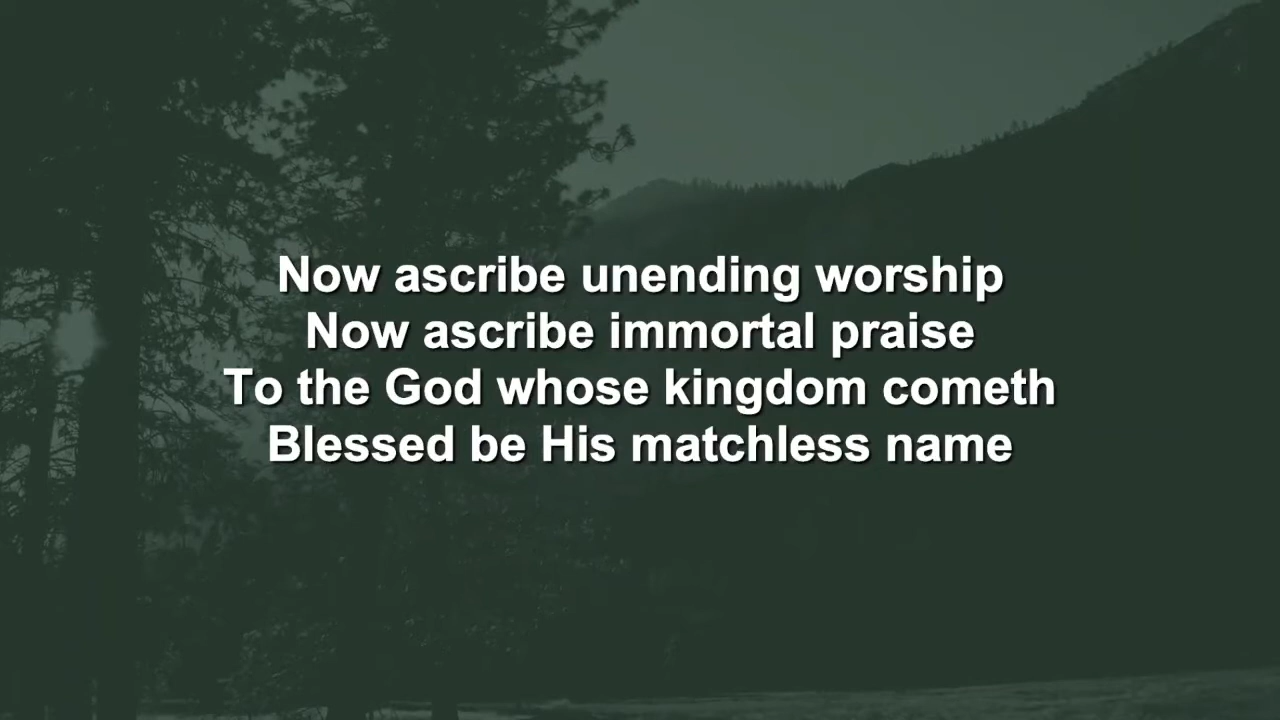 Now ascribe unending worship
Now ascribe immortal praise
To the God whose kingdom cometh
Blessed be His matchless name